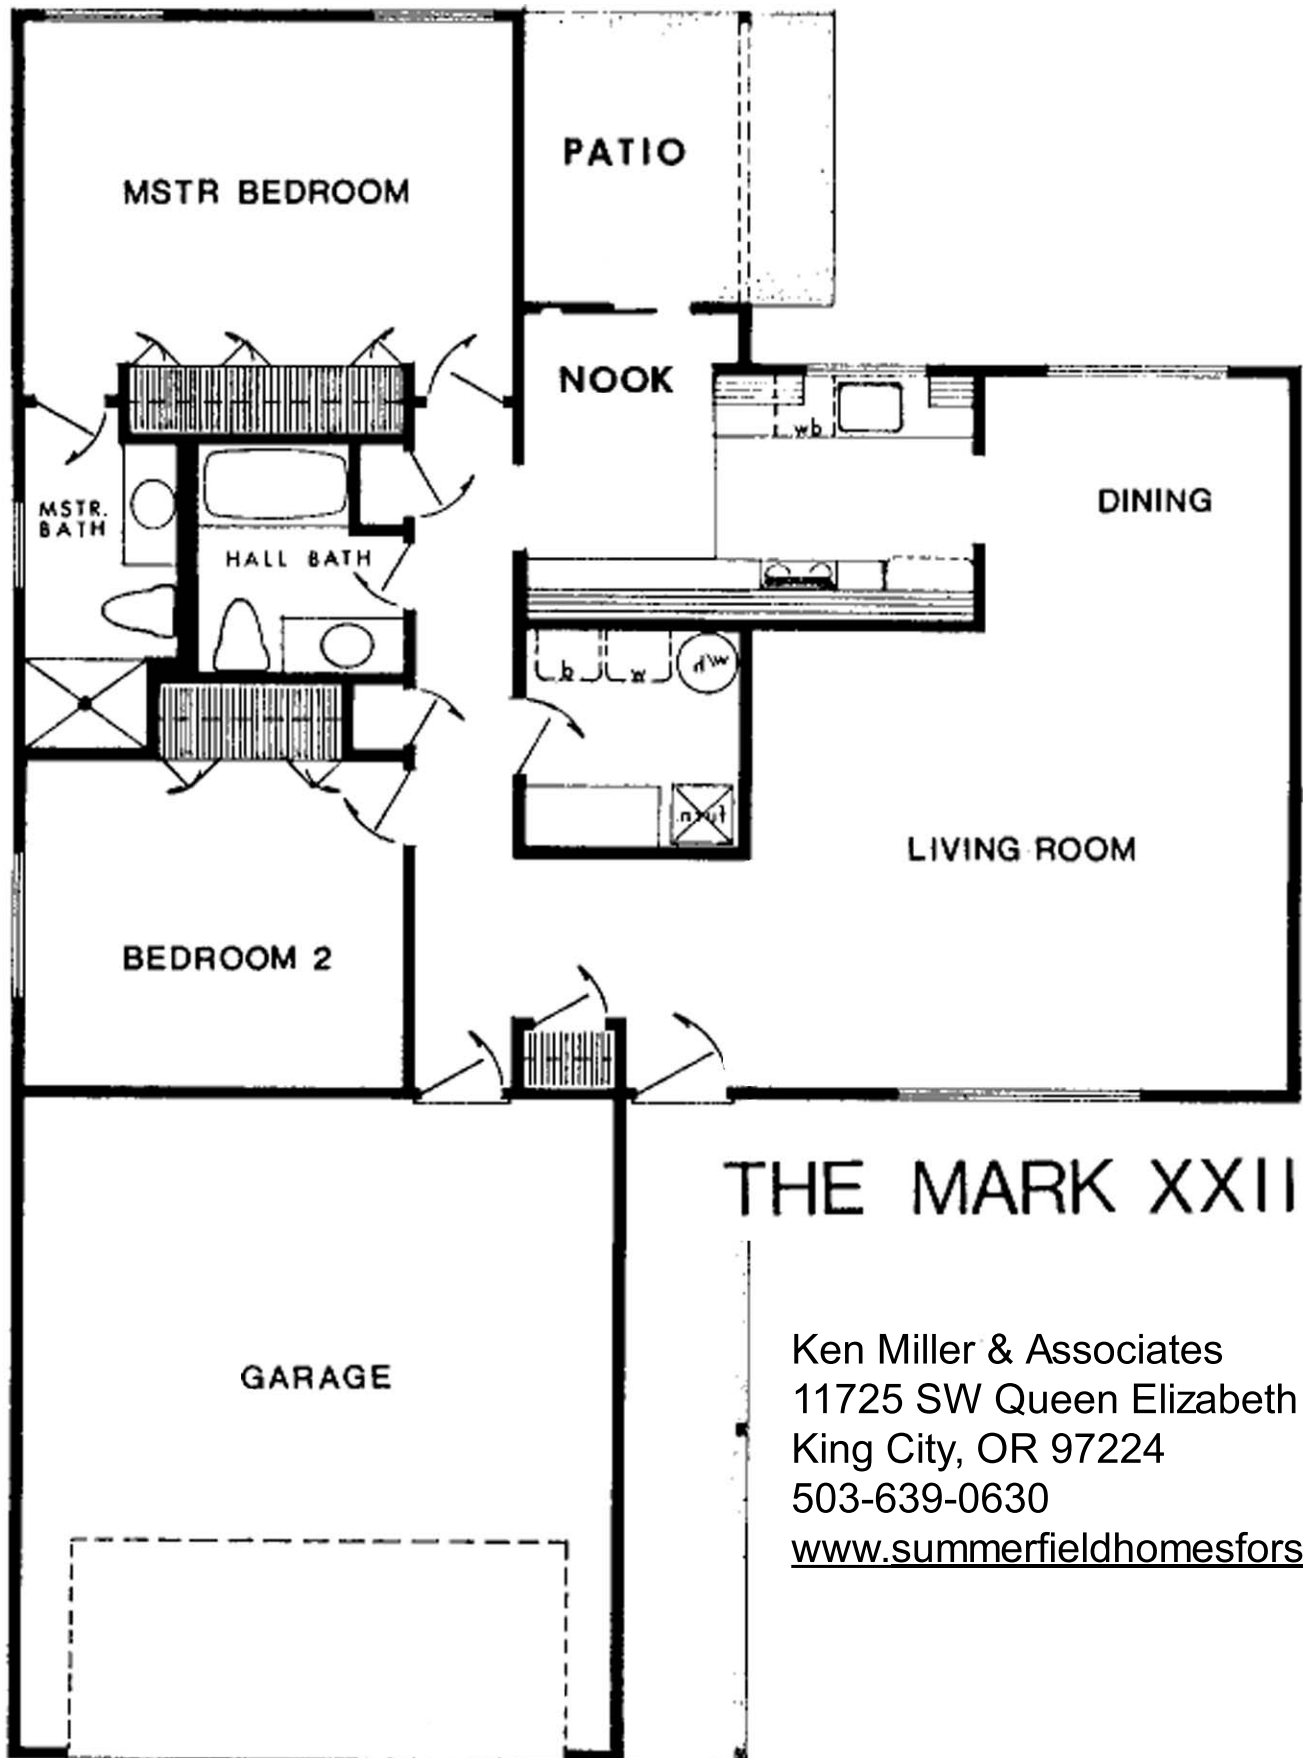 PATIO
MSTR BEDROOM
NOOK
wb
DINING
MSTR.
BATH
HALL BATH
LIVING ROOM
BEDROOM 2
THE MARK XXII
GARAGE
Ken Miller & Associates
11725 SW Queen Elizabeth
King City, OR 97224
503-639-0630
www.summerfieldhomesfors